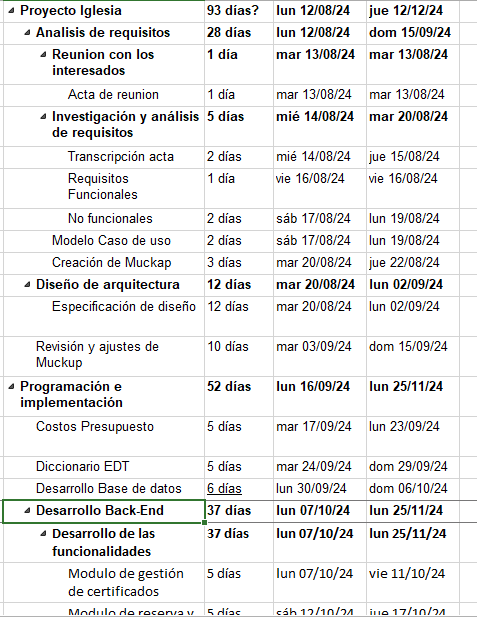 Proyecto Iglesia 93 días? lun 12/08/24 jue 12/12/24
Analisis de requisitos 28 días lun 12/08/24 dom 15/09/24
Reunion con los 1 día mar 13/08/24 mar 13/08/24
interesados
Acta de reunion 1 día mar 13/08/24 mar 13/08/24
Investigación y análisis 5 días mié 14/08/24 mar 20/08/24
de requisitos
Transcripción acta 2 días mié 14/08/24 jue 15/08/24
Requisitos 1 día vie 16/08/24 vie 16/08/24
Funcionales
No funcionales 2 días sáb 17/08/24 lun 19/08/24
Modelo Caso de uso 2 días sáb 17/08/24 lun 19/08/24
Creación de Muckap 3 días mar 20/08/24 jue 22/08/24
Diseño de arquitectura 12 días mar 20/08/24 lun 02/09/24
Especificación de diseño 12 días mar 20/08/24 lun 02/09/24
Revisión y ajustes de 10 días mar 03/09/24 dom 15/09/24
Muckup
Programación e 52 días lun 16/09/24 lun 25/11/24
implementación
Costos Presupuesto 5 días mar 17/09/24 lun 23/09/24
Diccionario EDT 5 días mar 24/09/24 dom 29/09/24
Desarrollo Base de datos 6 días lun 30/09/24 dom 06/10/24
Desarrollo Back-End 37 días lun 07/10/24 lun 25/11/24
Desarrollo de las 37 días lun 07/10/24 lun 25/11/24
funcionalidades
Modulo de gestión 5 días lun 07/10/24 vie 11/10/24
de certificados
Modulo de reserva y 5 días sáb 12/10/24 jue 17/10/24